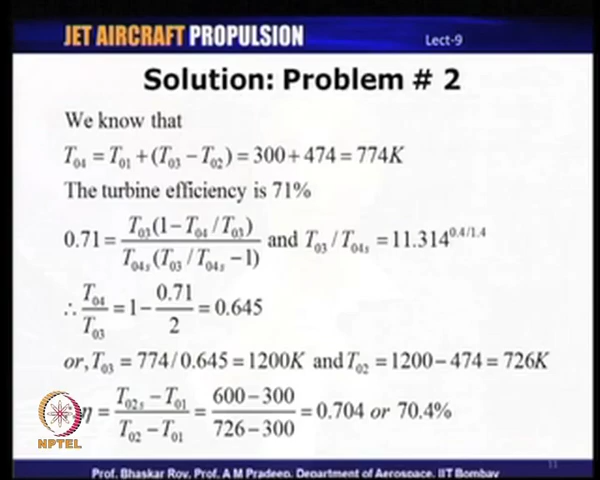 JET AIRCRAFT PROPULSION
Lect-9
Solution: Problem # 2
We know that
T₀₄ = T₀₁ + (T₀₃ − T₀₂) = 300 + 474 = 774K
The turbine efficiency is 71%
0.71 = T₀₃(1 − T₀₄ / T₀₃) / T₀₄ₛ(T₀₃ / T₀₄ₛ − 1) and T₀₃ / T₀₄ₛ = 11.314^0.4/1.4
∴ T₀₄ / T₀₃ = 1 − 0.71 / 2 = 0.645
or, T₀₃ = 774 / 0.645 = 1200K and T₀₂ = 1200 − 474 = 726K
η = (T₀₂ₛ − T₀₁) / (T₀₂ − T₀₁) = (600 − 300) / (726 − 300) = 0.704 or 70.4%
NPTEL
11
Prof. Bhaskar Roy, Prof. A M Pradeep, Department of Aerospace, IIT Bombay